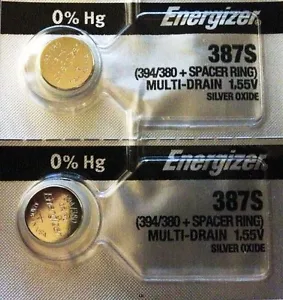 0% Hg
Energizer
387S
(394/380 + SPACER RING)
MULTI-DRAIN 1.55V
SILVER OXIDE
0% Hg
Energizer
387S
(394/380 + SPACER RING)
MULTI-DRAIN 1.55V
SILVER OXIDE